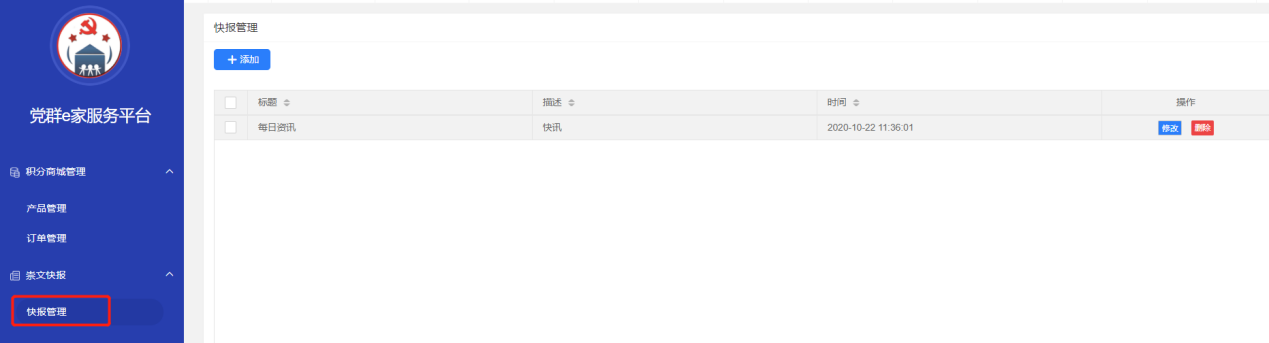 党群e家服务平台
积分商城管理
产品管理
订单管理
崇文快报
快报管理
快报管理
+ 添加
标题 描述 时间 操作
每日资讯 快讯 2020-10-22 11:36:01 修改 删除